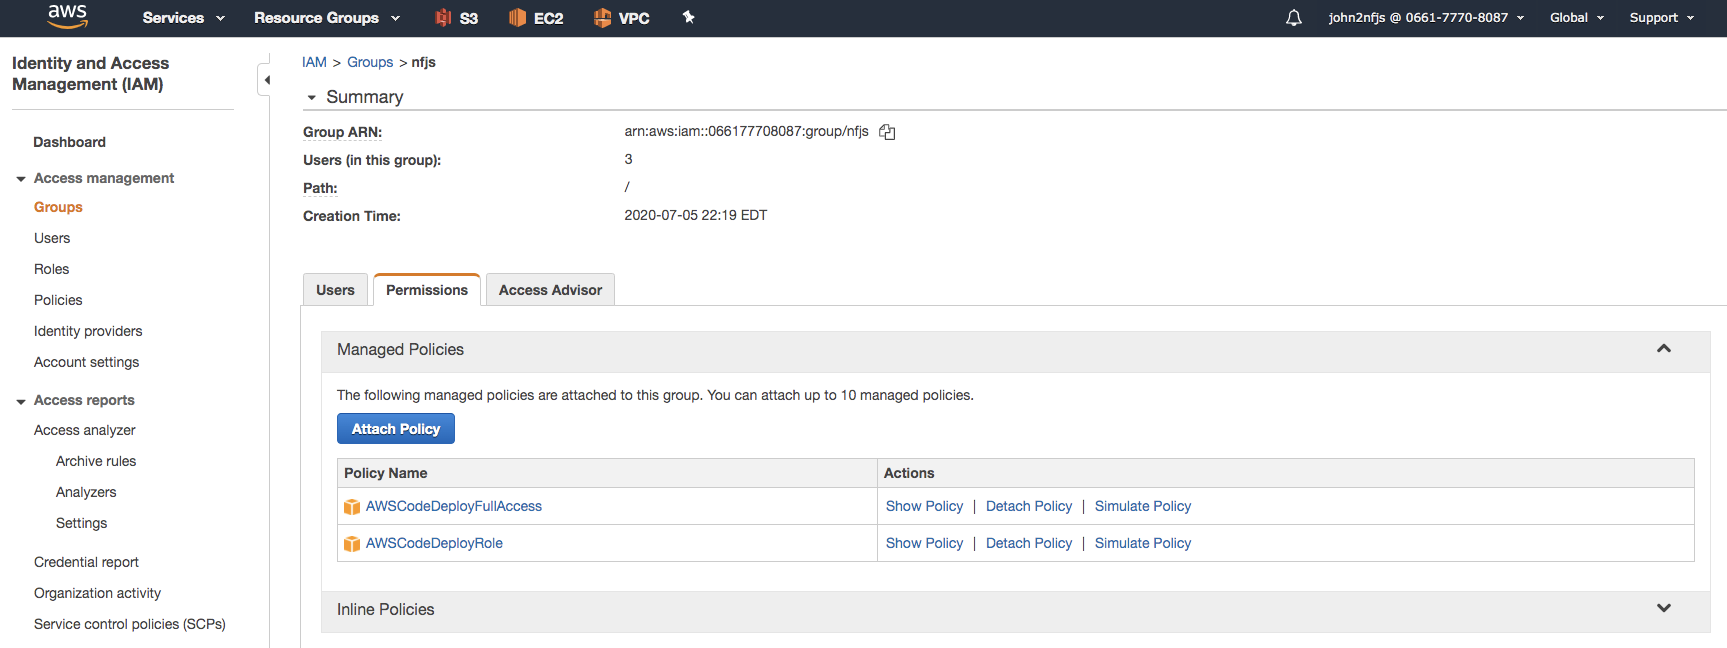 aws
Services
Resource Groups
S3
EC2
VPC
john2nfjs @ 0661-7770-8087
Global
Support
Identity and Access
Management (IAM)
Dashboard
Access management
Groups
Users
Roles
Policies
Identity providers
Account settings
Access reports
Access analyzer
Archive rules
Analyzers
Settings
Credential report
Organization activity
Service control policies (SCPs)
IAM > Groups > nfjs
Summary
Group ARN: arn:aws:iam::066177708087:group/nfjs
Users (in this group): 3
Path: /
Creation Time: 2020-07-05 22:19 EDT
Users Permissions Access Advisor
Managed Policies
The following managed policies are attached to this group. You can attach up to 10 managed policies.
Attach Policy
Policy Name Actions
AWSCodeDeployFullAccess Show Policy | Detach Policy | Simulate Policy
AWSCodeDeployRole Show Policy | Detach Policy | Simulate Policy
Inline Policies